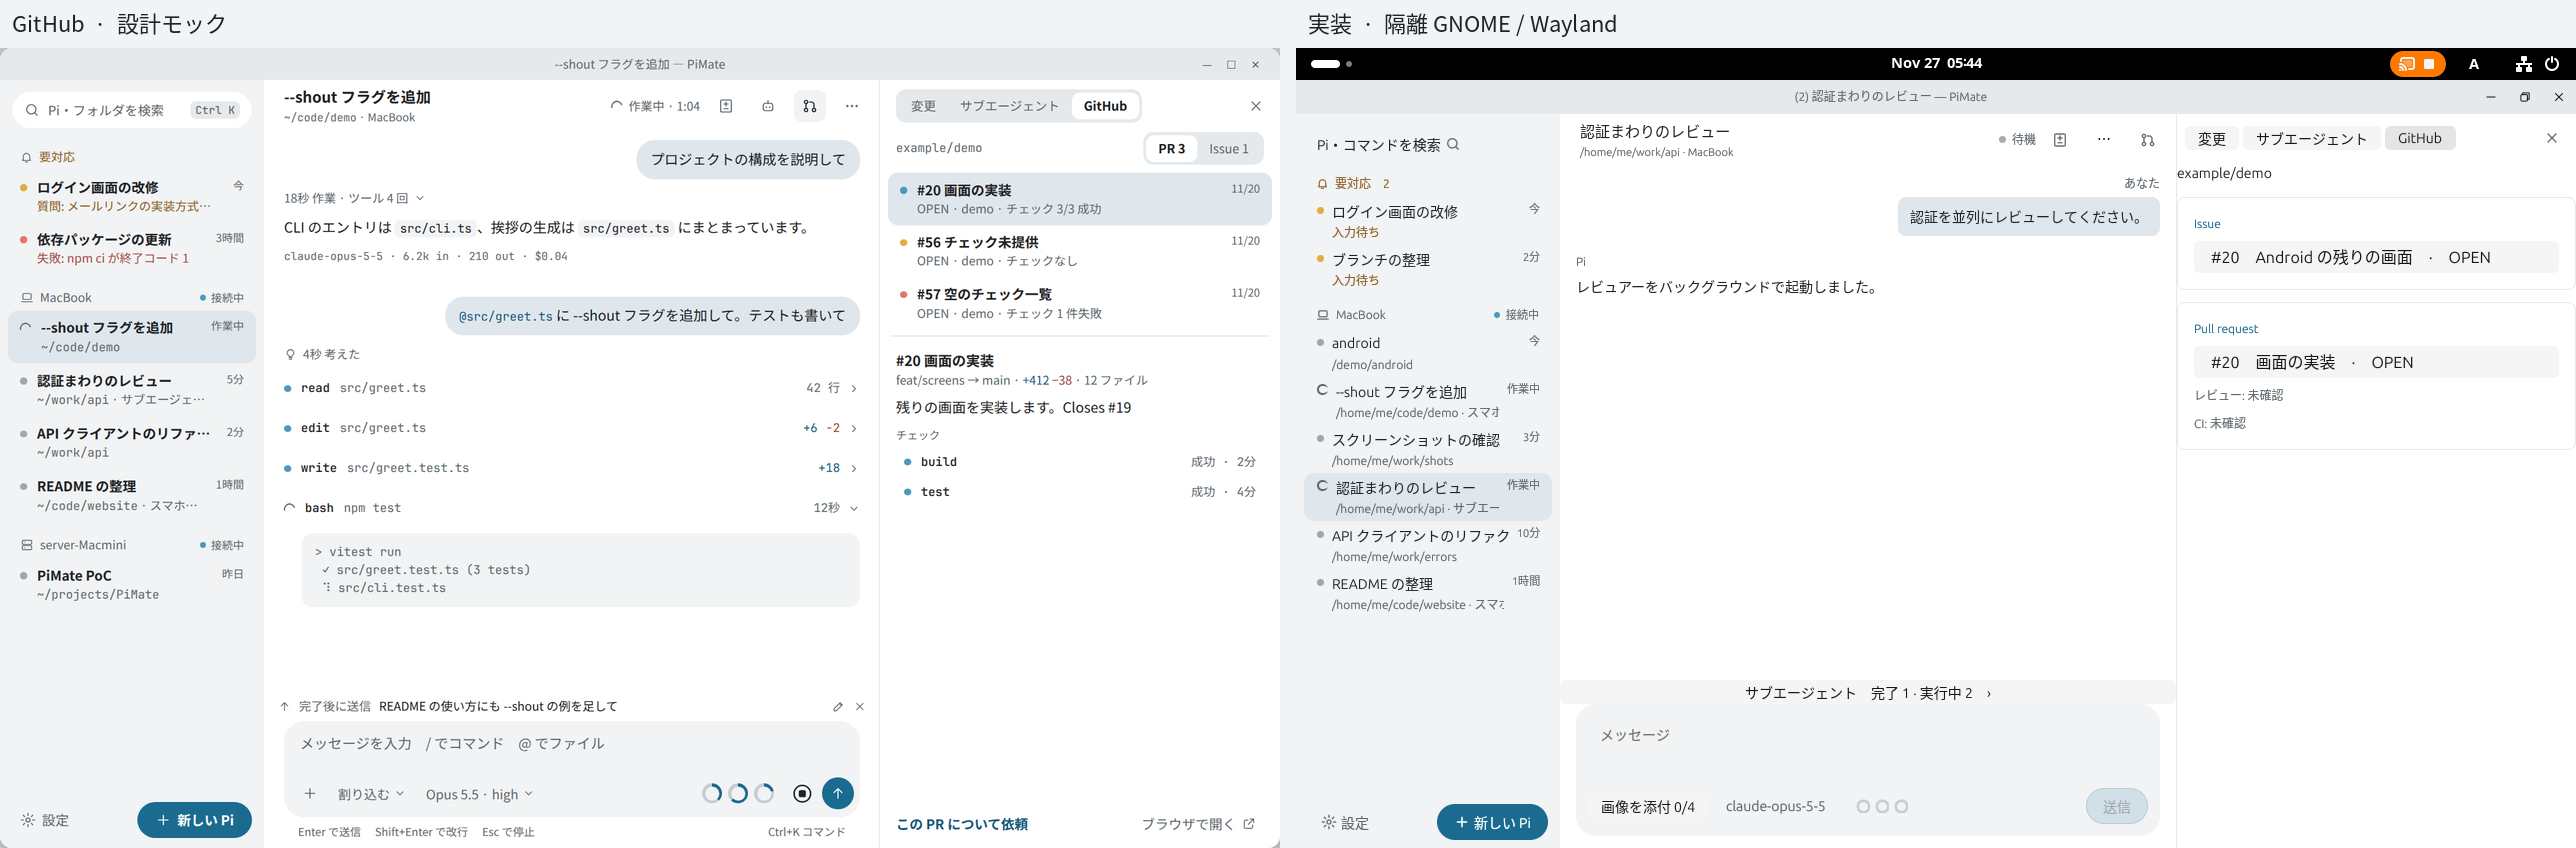 GitHub · 設計モック
--shout フラグを追加 — PiMate
Pi・フォルダを検索 Ctrl K
要対応
ログイン画面の改修 今
質問: メールリンクの実装方式…
依存パッケージの更新 3時間
失敗: npm ci が終了コード 1
MacBook 接続中
--shout フラグを追加 作業中
~/code/demo
認証まわりのレビュー 5分
~/work/api · サブエージェ…
API クライアントのリファ… 2分
~/work/api
README の整理 1時間
~/code/website · スマホ…
server-Macmini 接続中
PiMate PoC 昨日
~/projects/PiMate
設定
+ 新しい Pi
--shout フラグを追加
~/code/demo · MacBook
作業中 · 1:04
プロジェクトの構成を説明して
18秒 作業 · ツール 4 回
CLI のエントリは src/cli.ts 、挨拶の生成は src/greet.ts にまとまっています。
claude-opus-5-5 · 6.2k in · 210 out · $0.04
@src/greet.ts に --shout フラグを追加して。テストも書いて
4秒 考えた
read src/greet.ts 42 行
edit src/greet.ts +6 -2
write src/greet.test.ts +18
bash npm test 12秒
> vitest run
✓ src/greet.test.ts (3 tests)
src/cli.test.ts
完了後に送信 README の使い方にも --shout の例を足して
メッセージを入力 / でコマンド @ でファイル
割り込む Opus 5.5 · high
Enter で送信 Shift+Enter で改行 Esc で停止 Ctrl+K コマンド
変更 サブエージェント GitHub
example/demo PR 3 Issue 1
#20 画面の実装 11/20
OPEN · demo · チェック 3/3 成功
#56 チェック未提供 11/20
OPEN · demo · チェックなし
#57 空のチェック一覧 11/20
OPEN · demo · チェック 1 件失敗
#20 画面の実装
feat/screens → main · +412 −38 · 12 ファイル
残りの画面を実装します。Closes #19
チェック
build 成功 · 2分
test 成功 · 4分
この PR について依頼 ブラウザで開く
実装 · 隔離 GNOME / Wayland
Nov 27 05:44 A
(2) 認証まわりのレビュー — PiMate
Pi・コマンドを検索
要対応 2
ログイン画面の改修 今
入力待ち
ブランチの整理 2分
入力待ち
MacBook 接続中
android 今
/demo/android
--shout フラグを追加 作業中
/home/me/code/demo · スマホ
スクリーンショットの確認 3分
/home/me/work/shots
認証まわりのレビュー 作業中
/home/me/work/api · サブエー
API クライアントのリファク 10分
/home/me/work/errors
README の整理 1時間
/home/me/code/website · スマホ
設定
+ 新しい Pi
認証まわりのレビュー
/home/me/work/api · MacBook
待機
あなた
認証を並列にレビューしてください。
Pi
レビュアーをバックグラウンドで起動しました。
サブエージェント 完了 1 · 実行中 2 ›
メッセージ
画像を添付 0/4 claude-opus-5-5 送信
変更 サブエージェント GitHub
example/demo
Issue
#20 Android の残りの画面 · OPEN
Pull request
#20 画面の実装 · OPEN
レビュー: 未確認
CI: 未確認